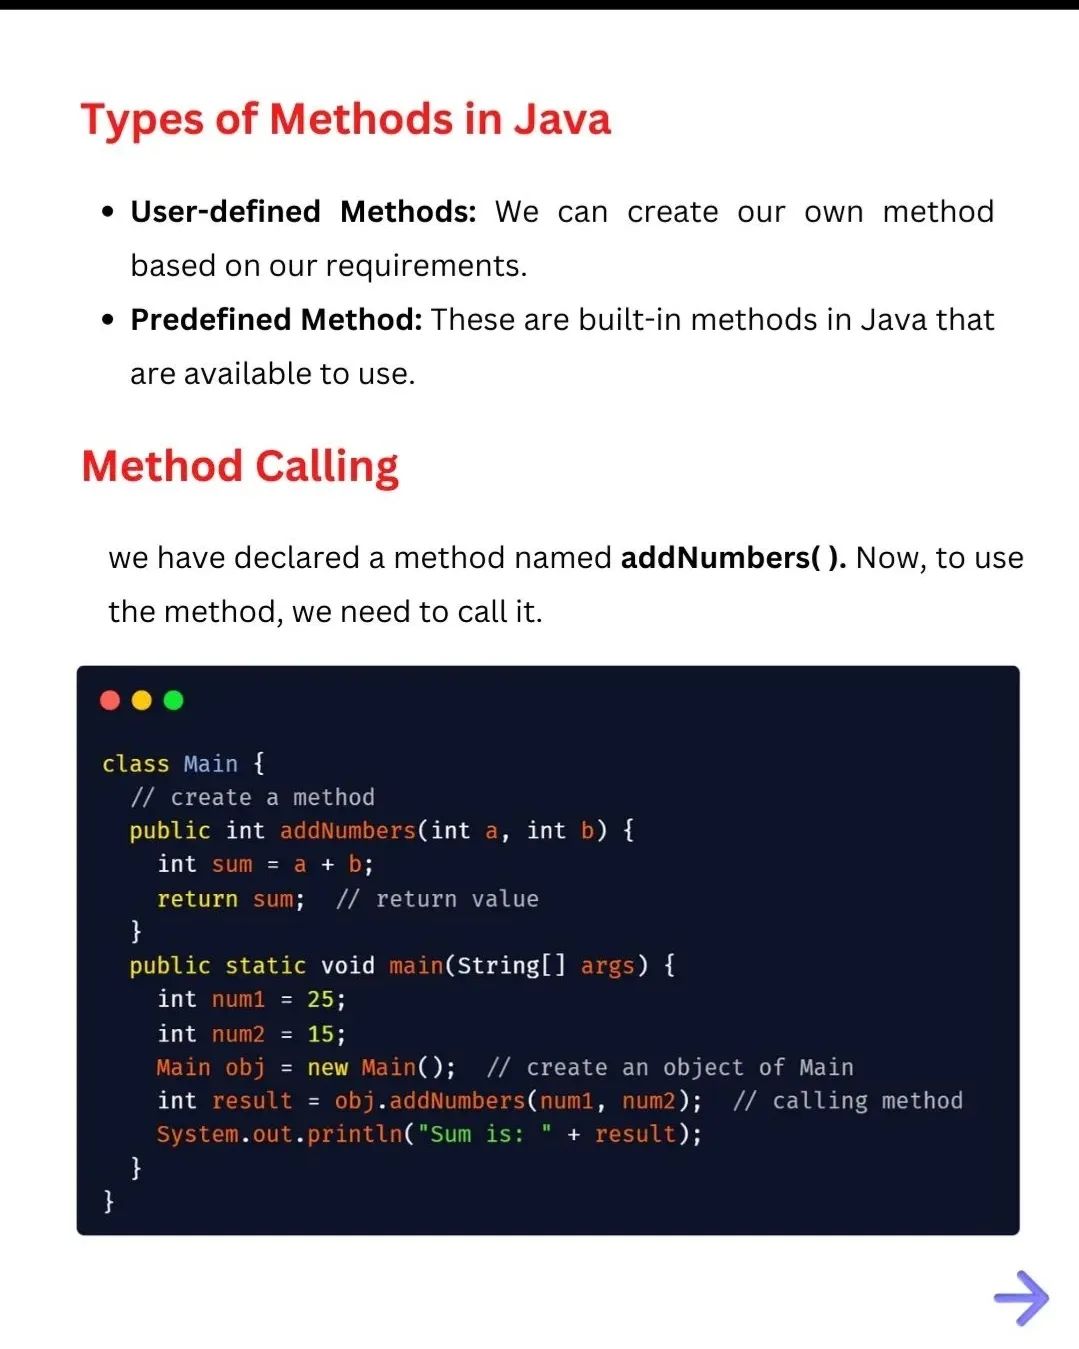 Types of Methods in Java
• User-defined Methods: We can create our own method
based on our requirements.
• Predefined Method: These are built-in methods in Java that
are available to use.
Method Calling
we have declared a method named addNumbers( ). Now, to use
the method, we need to call it.
class Main {
  // create a method
  public int addNumbers(int a, int b) {
    int sum = a + b;
    return sum;  // return value
  }
  public static void main(String[] args) {
    int num1 = 25;
    int num2 = 15;
    Main obj = new Main();  // create an object of Main
    int result = obj.addNumbers(num1, num2);  // calling method
    System.out.println("Sum is: " + result);
  }
}